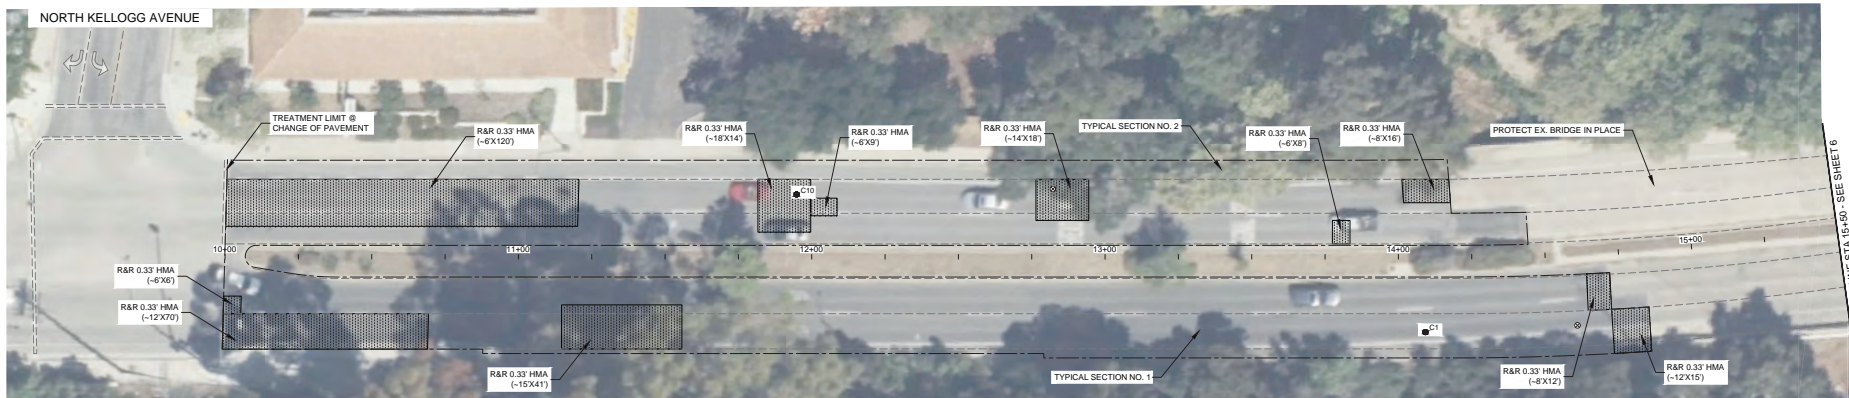 NORTH KELLOGG AVENUE
TREATMENT LIMIT @
CHANGE OF PAVEMENT
R&R 0.33' HMA
(~6'X120')
R&R 0.33' HMA
(~18'X14')
C10
R&R 0.33' HMA
(~6'X9')
R&R 0.33' HMA
(~14'X18')
TYPICAL SECTION NO. 2
R&R 0.33' HMA
(~6'X8')
R&R 0.33' HMA
(~8'X16')
PROTECT EX. BRIDGE IN PLACE
10+00
11+00
12+00
13+00
14+00
15+00
STA 15+50 - SEE SHEET 6
R&R 0.33' HMA
(~6'X6')
R&R 0.33' HMA
(~12'X70')
R&R 0.33' HMA
(~15'X41')
TYPICAL SECTION NO. 1
C1
R&R 0.33' HMA
(~8'X12')
R&R 0.33' HMA
(~12'X15')